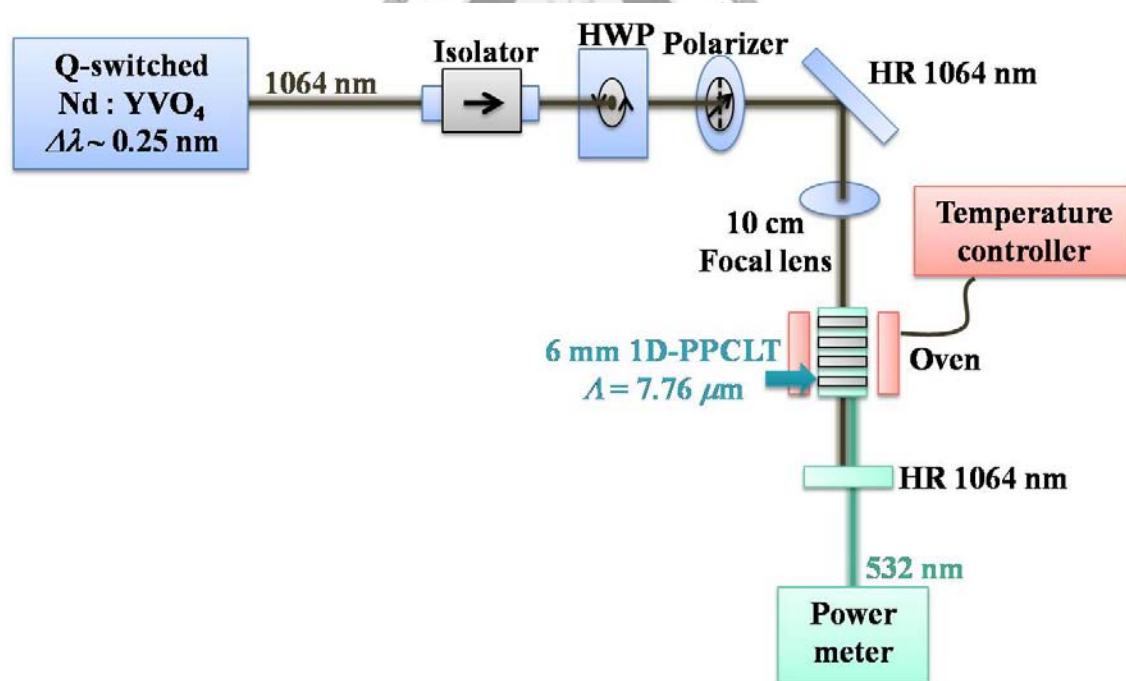 Q-switched
Nd : YVO₄
Δλ ~ 0.25 nm
1064 nm
Isolator
HWP
Polarizer
HR 1064 nm
10 cm
Focal lens
Temperature
controller
6 mm 1D-PPCLT
Λ = 7.76 μm
Oven
HR 1064 nm
532 nm
Power
meter